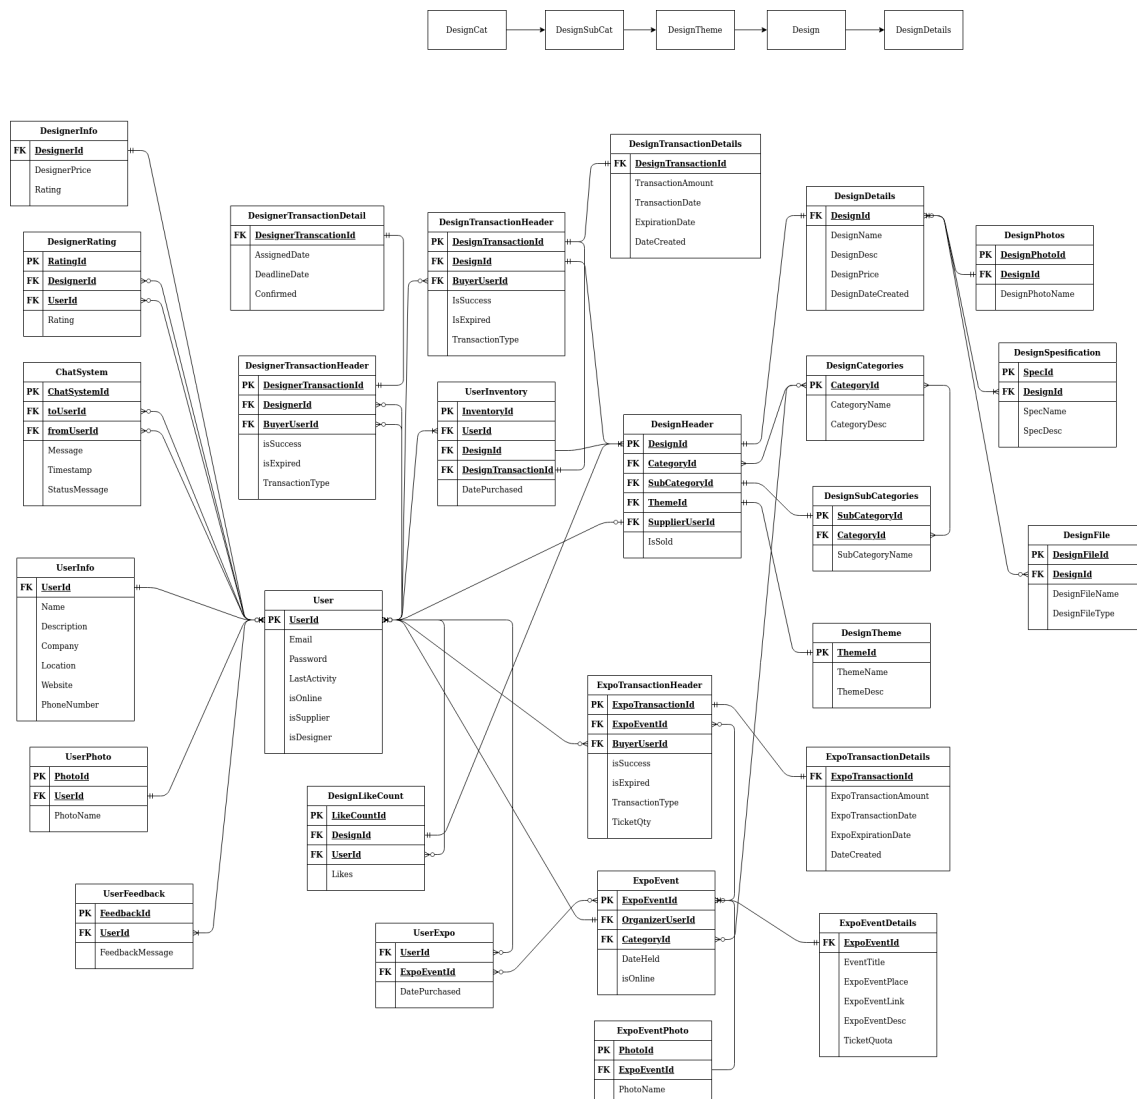 DesignCat
DesignSubCat
DesignTheme
Design
DesignDetails
DesignerInfo
FK DesignerId
DesignerPrice
Rating
DesignerRating
PK RatingId
FK DesignerId
FK UserId
Rating
ChatSystem
PK ChatSystemId
FK toUserId
FK fromUserId
Message
Timestamp
StatusMessage
UserInfo
FK UserId
Name
Description
Company
Location
Website
PhoneNumber
UserPhoto
PK PhotoId
FK UserId
PhotoName
UserFeedback
PK FeedbackId
FK UserId
FeedbackMessage
DesignerTransactionDetail
FK DesignerTranscationId
AssignedDate
DeadlineDate
Confirmed
DesignerTransactionHeader
PK DesignerTransactionId
FK DesignerId
FK BuyerUserId
isSuccess
isExpired
TransactionType
User
PK UserId
Email
Password
LastActivity
isOnline
isSupplier
isDesigner
DesignLikeCount
PK LikeCountId
FK DesignId
FK UserId
Likes
UserExpo
FK UserId
FK ExpoEventId
DatePurchased
DesignTransactionHeader
PK DesignTransactionId
FK DesignId
FK BuyerUserId
IsSuccess
IsExpired
TransactionType
UserInventory
PK InventoryId
FK UserId
FK DesignId
FK DesignTransactionId
DatePurchased
DesignTransactionDetails
FK DesignTransactionId
TransactionAmount
TransactionDate
ExpirationDate
DateCreated
DesignHeader
PK DesignId
FK CategoryId
FK SubCategoryId
FK ThemeId
FK SupplierUserId
IsSold
ExpoTransactionHeader
PK ExpoTransactionId
FK ExpoEventId
FK BuyerUserId
isSuccess
isExpired
TransactionType
TicketQty
ExpoEvent
PK ExpoEventId
FK OrganizerUserId
FK CategoryId
DateHeld
isOnline
ExpoEventPhoto
PK PhotoId
FK ExpoEventId
PhotoName
DesignDetails
FK DesignId
DesignName
DesignDesc
DesignPrice
DesignDateCreated
DesignCategories
PK CategoryId
CategoryName
CategoryDesc
DesignSubCategories
PK SubCategoryId
FK CategoryId
SubCategoryName
DesignTheme
PK ThemeId
ThemeName
ThemeDesc
ExpoTransactionDetails
FK ExpoTransactionId
ExpoTransactionAmount
ExpoTransactionDate
ExpoExpirationDate
DateCreated
ExpoEventDetails
FK ExpoEventId
EventTitle
ExpoEventPlace
ExpoEventLink
ExpoEventDesc
TicketQuota
DesignPhotos
PK DesignPhotoId
FK DesignId
DesignPhotoName
DesignSpesification
PK SpecId
FK DesignId
SpecName
SpecDesc
DesignFile
PK DesignFileId
FK DesignId
DesignFileName
DesignFileType